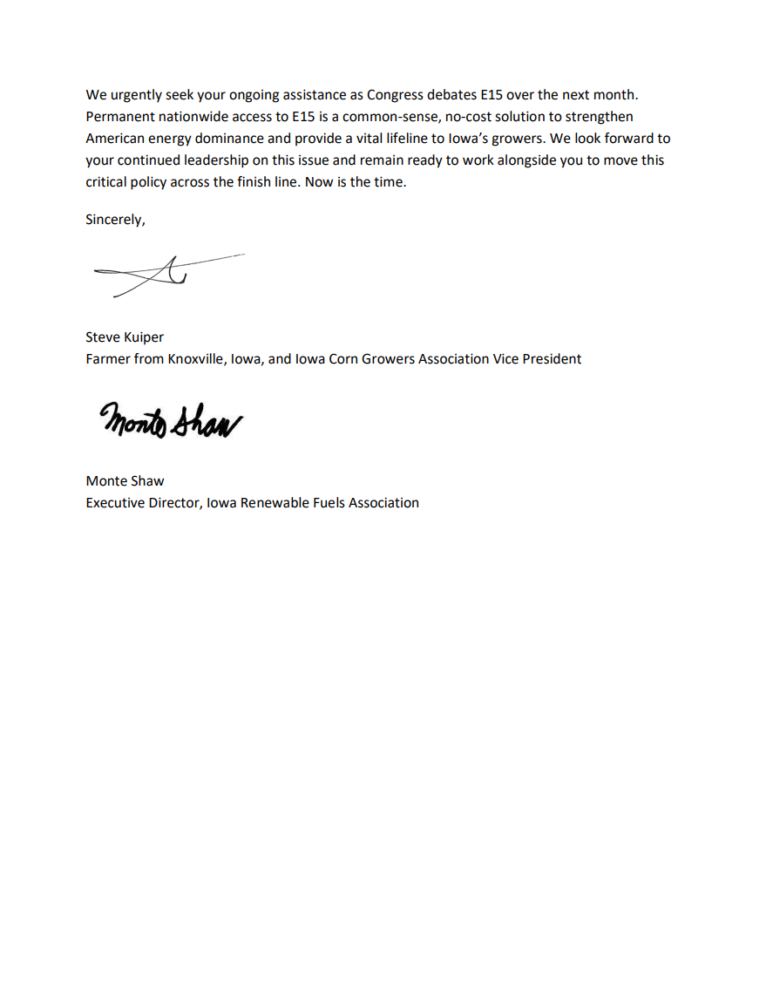 We urgently seek your ongoing assistance as Congress debates E15 over the next month.
Permanent nationwide access to E15 is a common-sense, no-cost solution to strengthen
American energy dominance and provide a vital lifeline to Iowa’s growers. We look forward to
your continued leadership on this issue and remain ready to work alongside you to move this
critical policy across the finish line. Now is the time.
Sincerely,
Steve Kuiper
Farmer from Knoxville, Iowa, and Iowa Corn Growers Association Vice President
Monte Shaw
Monte Shaw
Executive Director, Iowa Renewable Fuels Association